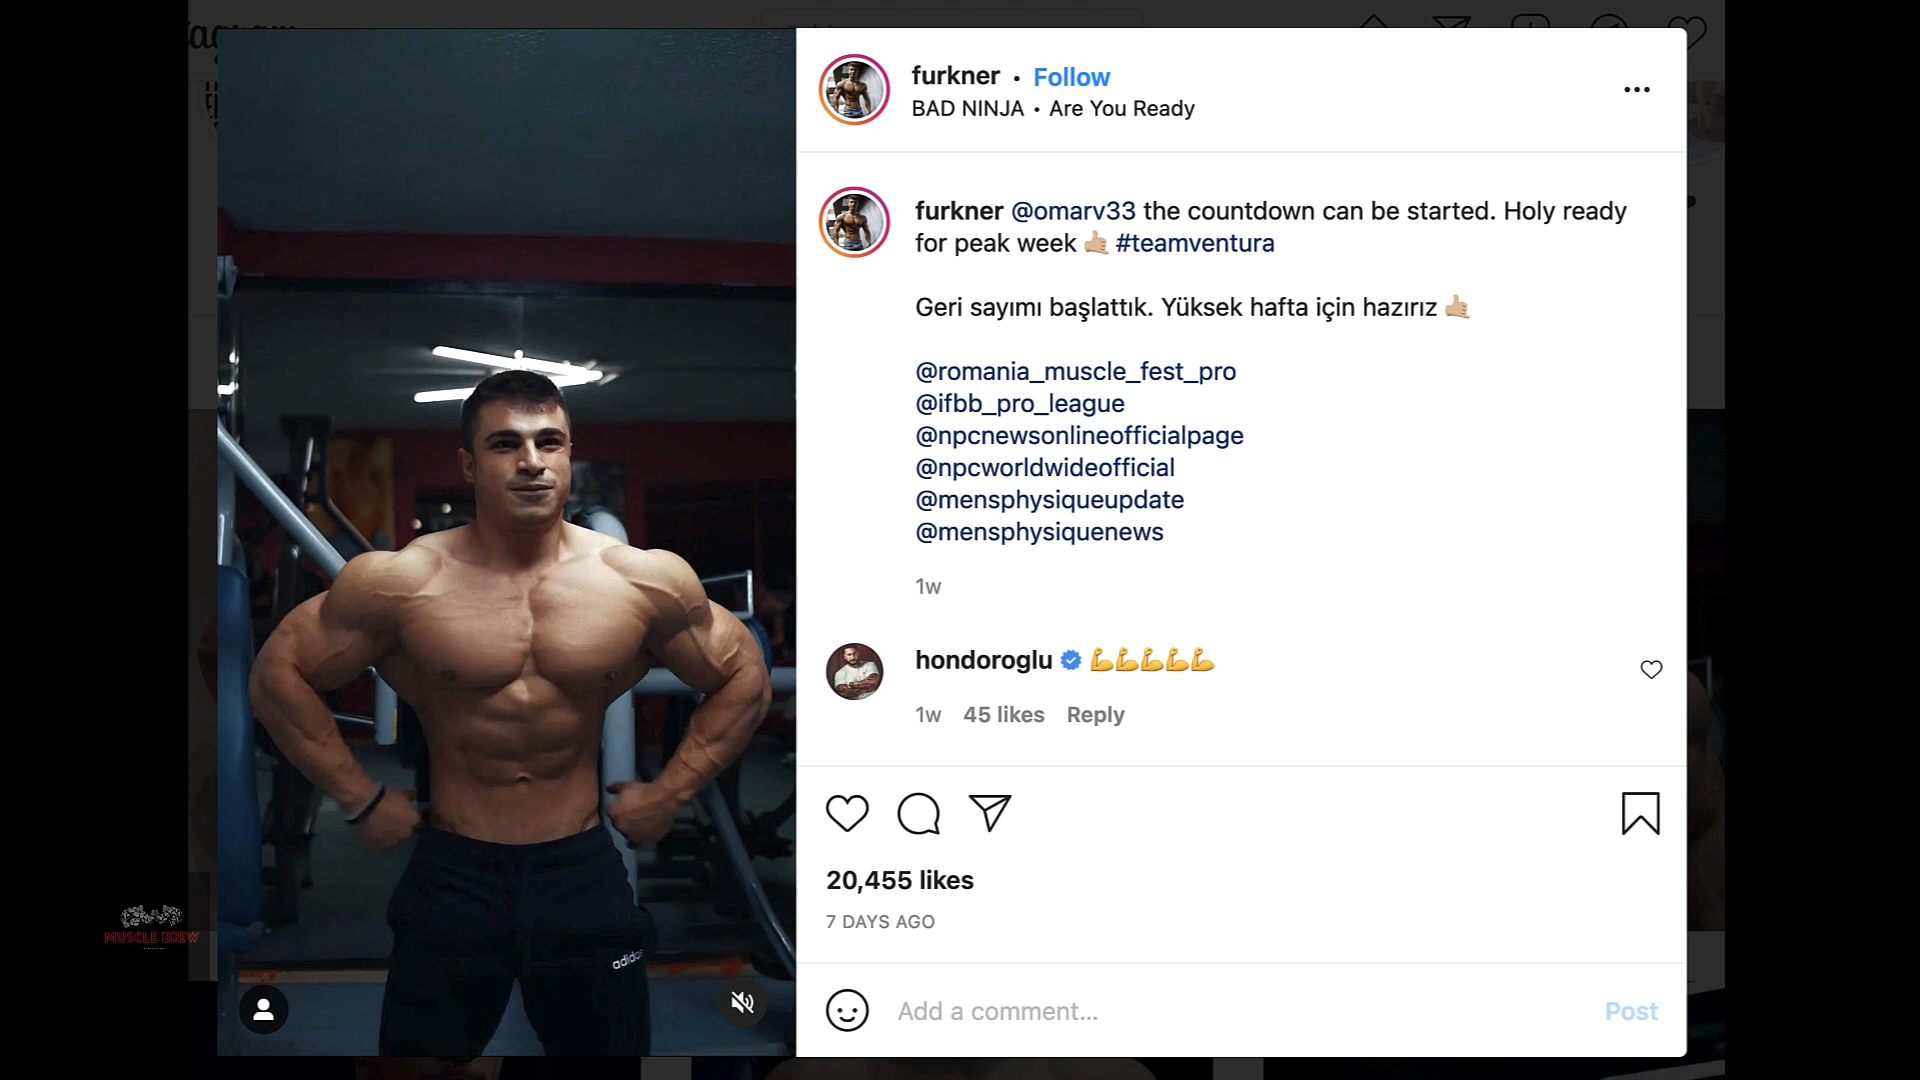 furkner • Follow
BAD NINJA • Are You Ready
furkner @omarv33 the countdown can be started. Holy ready
for peak week 🤙🏼 #teamventura
Geri sayımı başlattık. Yüksek hafta için hazırız 🤙🏼
@romania_muscle_fest_pro
@ifbb_pro_league
@npcnewsonlineofficialpage
@npcworldwideofficial
@mensphysiqueupdate
@mensphysiquenews
1w
hondoroglu 💪💪💪💪💪
1w 45 likes Reply
20,455 likes
7 DAYS AGO
Add a comment... Post
adidas
MUSCLE BREW